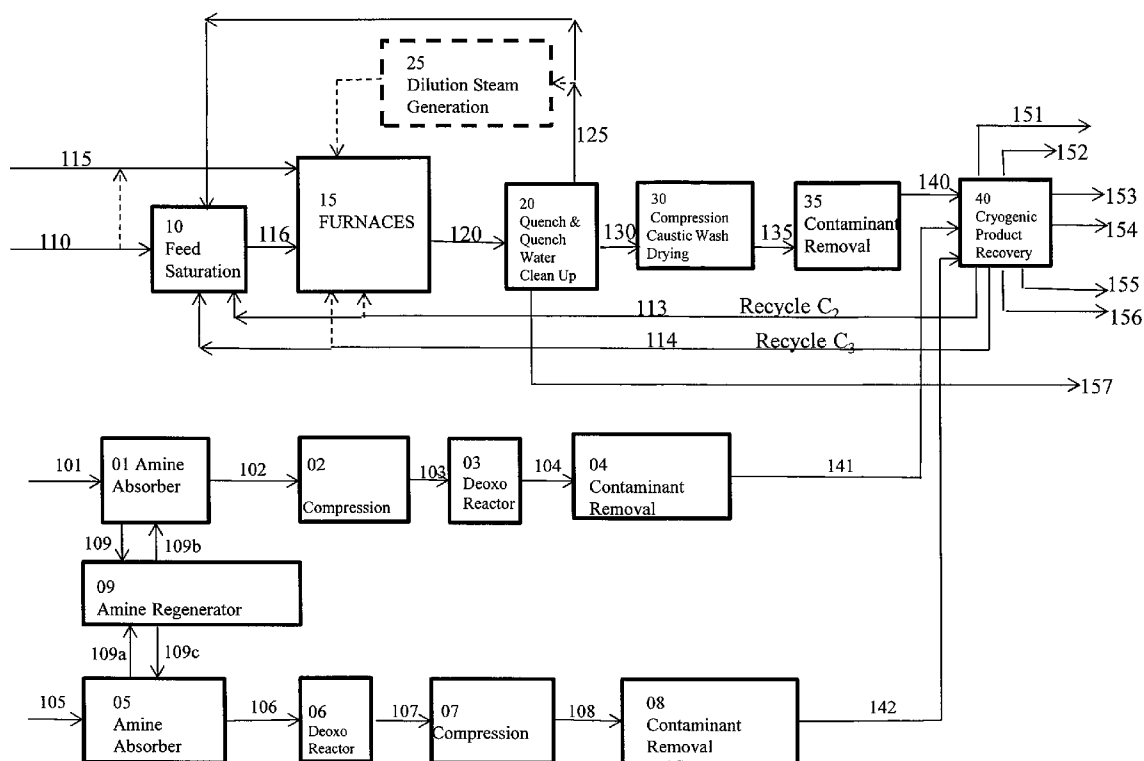 25
Dilution Steam
Generation
125
115
15
FURNACES
10
Feed
Saturation
110
116
120
20
Quench &
Quench
Water
Clean Up
130
30
Compression
Caustic Wash
Drying
135
35
Contaminant
Removal
140
40
Cryogenic
Product
Recovery
151
152
153
154
155
156
113
Recycle C2
114
Recycle C3
157
101
01 Amine
Absorber
102
02
Compression
103
03
Deoxo
Reactor
104
04
Contaminant
Removal
141
109
109b
09
Amine Regenerator
109a
109c
105
05
Amine
Absorber
106
06
Deoxo
Reactor
107
07
Compression
108
08
Contaminant
Removal
142